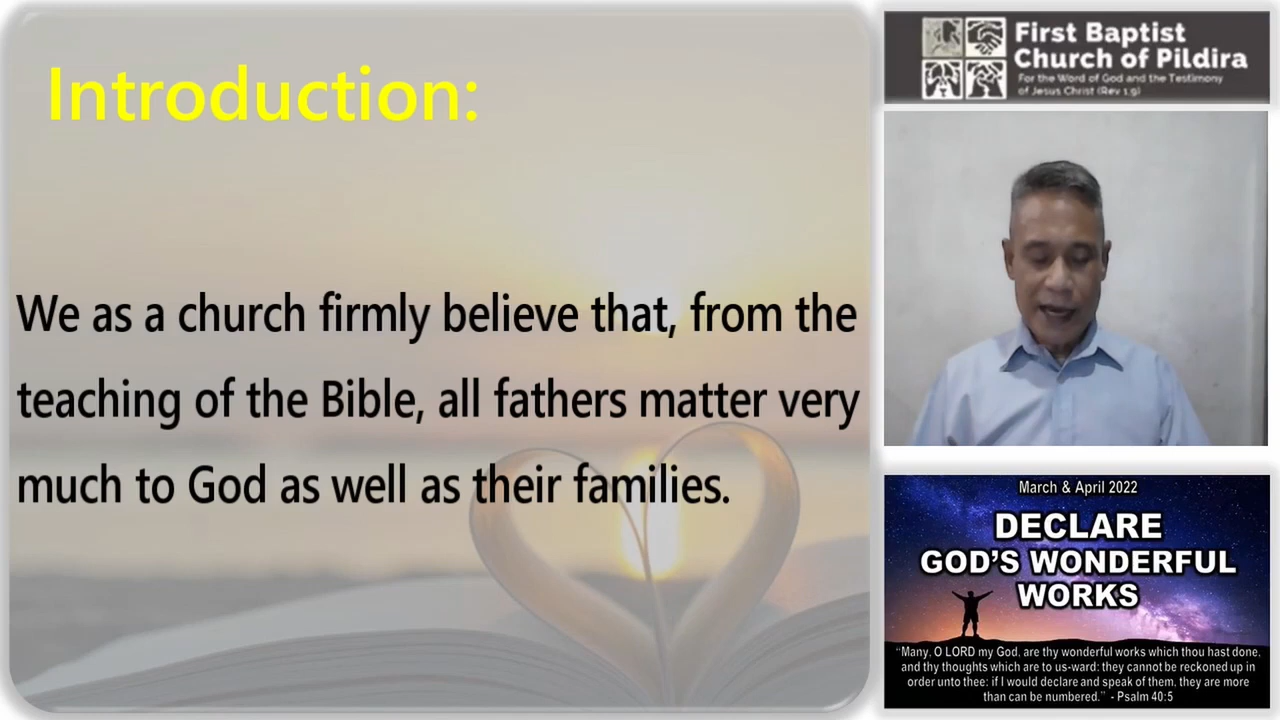 Introduction:
We as a church firmly believe that, from the
teaching of the Bible, all fathers matter very
much to God as well as their families.
First Baptist
Church of Pildira
For the Word of God and the Testimony
of Jesus Christ (Rev 1:9)
March & April 2022
DECLARE
GOD'S WONDERFUL
WORKS
“Many, O LORD my God, are thy wonderful works which thou hast done,
and thy thoughts which are to us-ward: they cannot be reckoned up in
order unto thee: if I would declare and speak of them, they are more
than can be numbered.” - Psalm 40:5